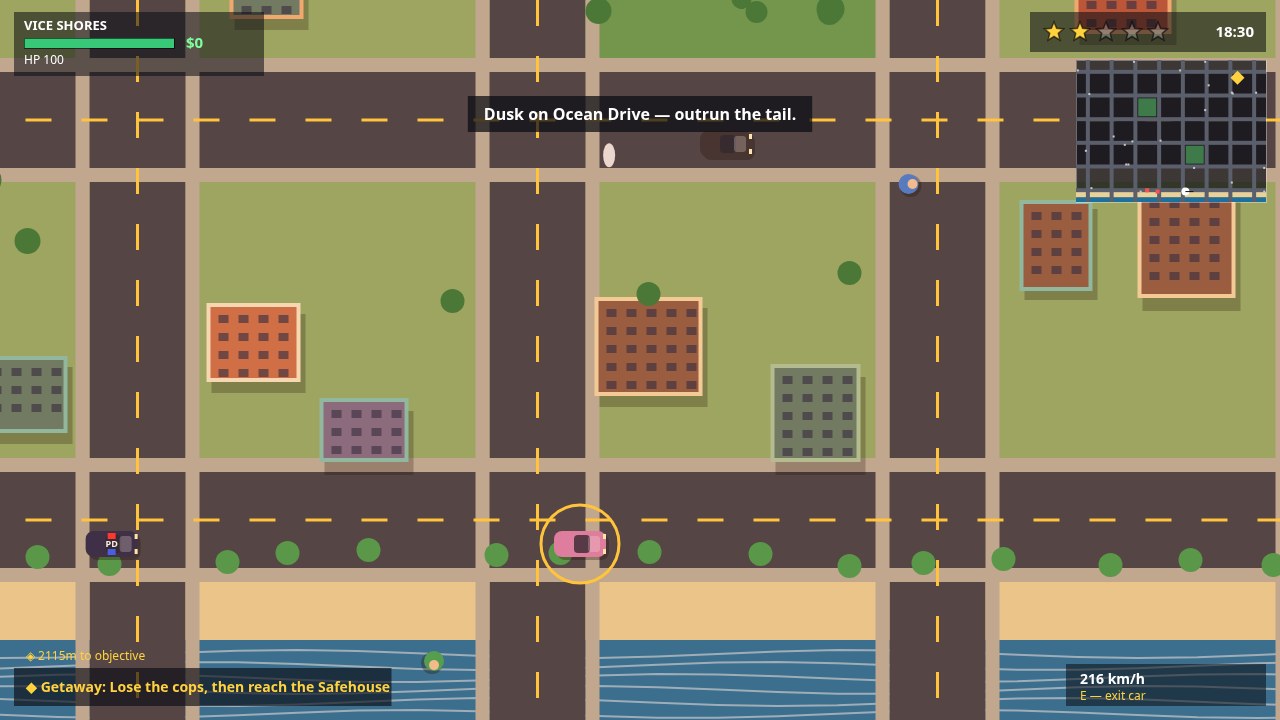 VICE SHORES
$0
HP 100
18:30
Dusk on Ocean Drive — outrun the tail.
PD
◈ 2115m to objective
◆ Getaway: Lose the cops, then reach the Safehouse
216 km/h
E — exit car